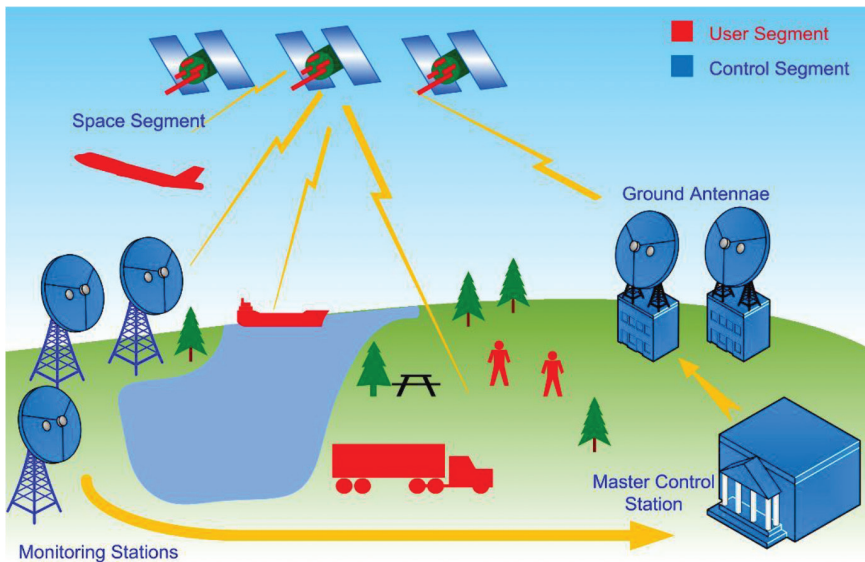 User Segment
Control Segment
Space Segment
Ground Antennae
Master Control
Station
Monitoring Stations